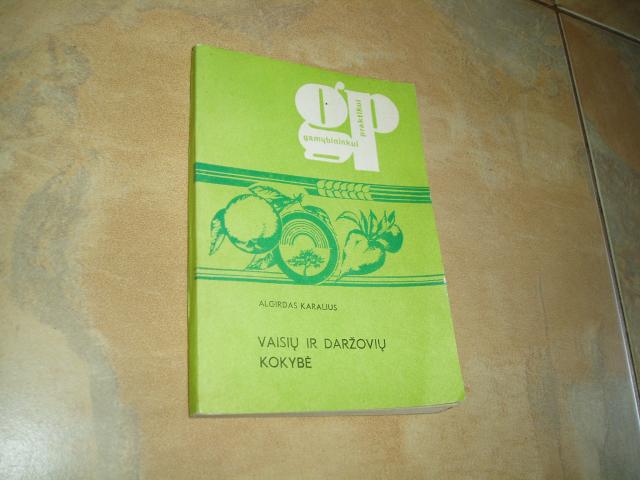 gp
gamybininkui
praktikui
ALGIRDAS KARALIUS
VAISIŲ IR DARŽOVIŲ
KOKYBĖ